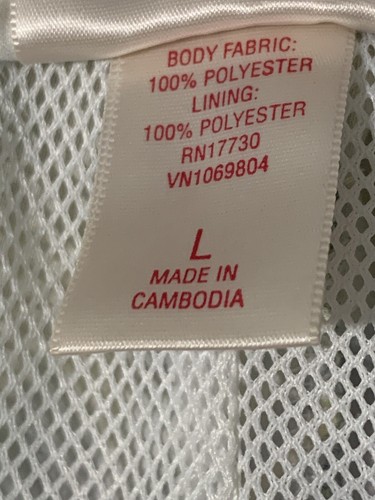 BODY FABRIC:
100% POLYESTER
LINING:
100% POLYESTER
RN17730
VN1069804
L
MADE IN
CAMBODIA